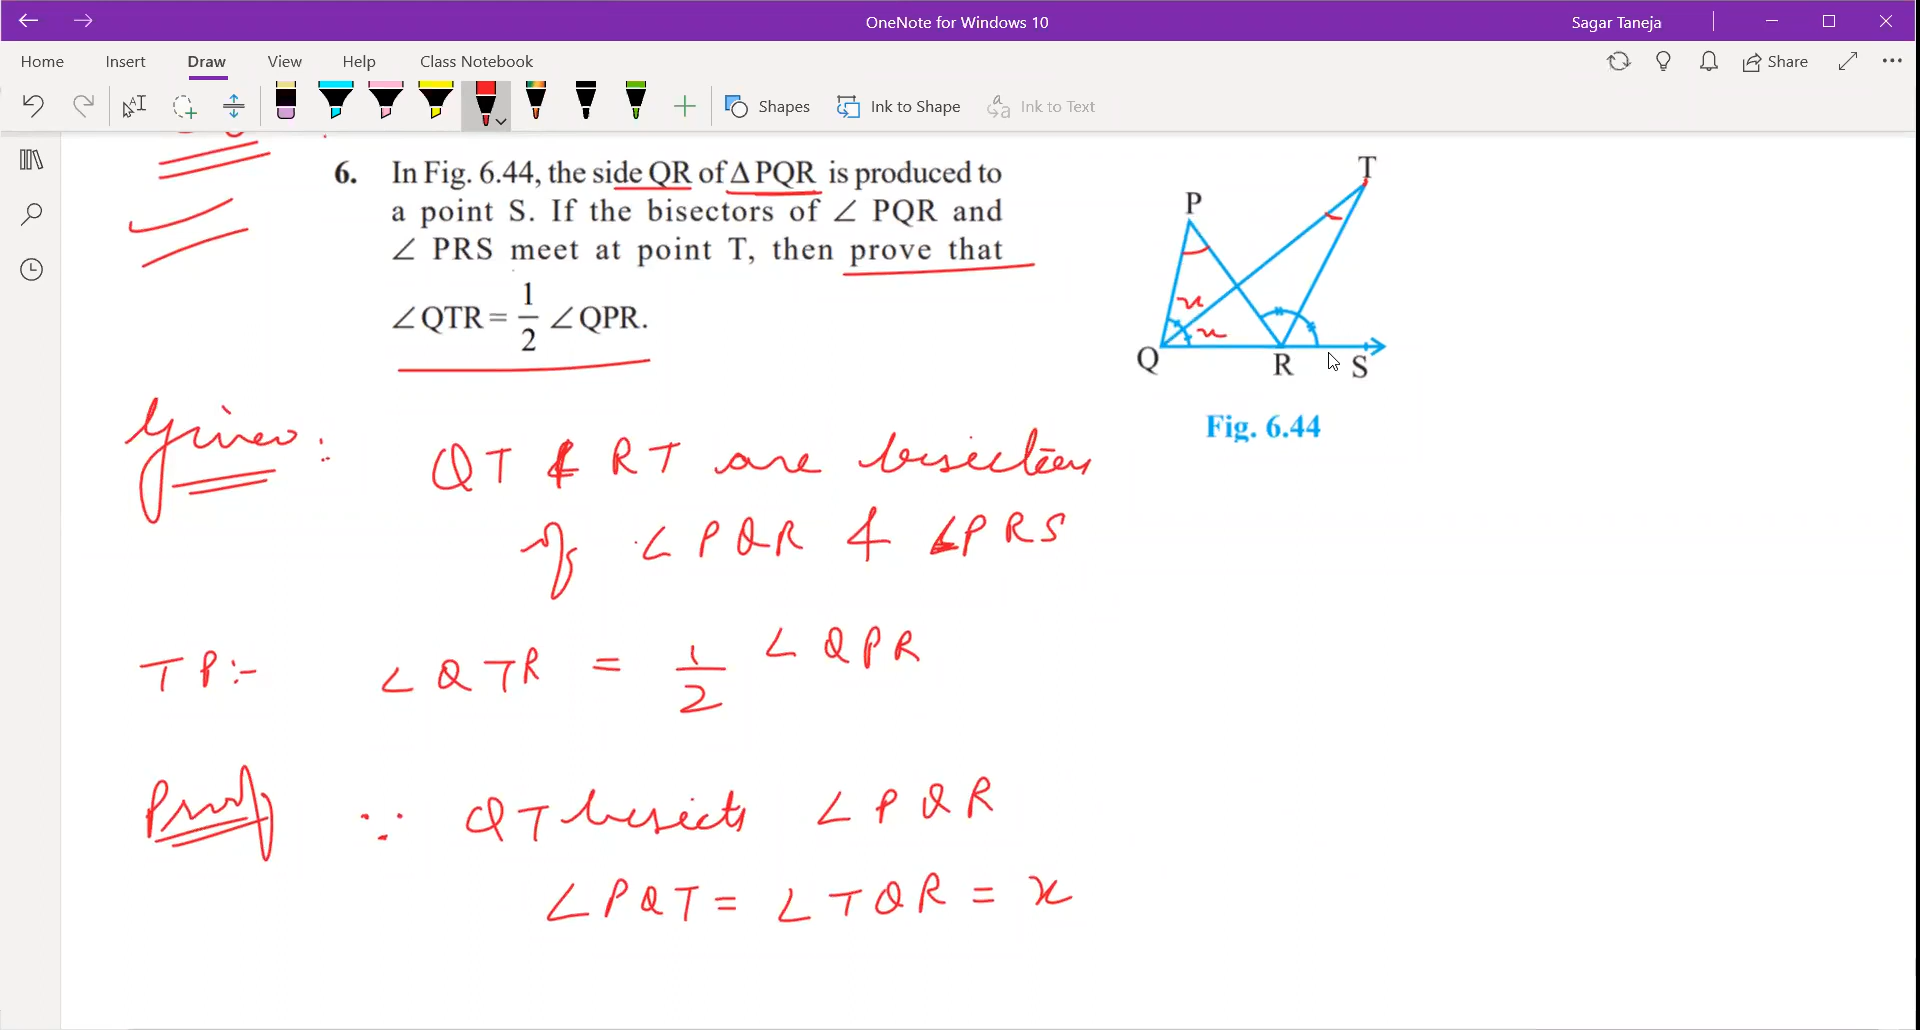 OneNote for Windows 10
Sagar Taneja
Home Insert Draw View Help Class Notebook
Share
Shapes Ink to Shape Ink to Text
6. In Fig. 6.44, the side QR of Δ PQR is produced to
a point S. If the bisectors of ∠ PQR and
∠ PRS meet at point T, then prove that
∠QTR = 1/2 ∠QPR.
T
P
x
x
Q R S
Fig. 6.44
Given: QT & RT are bisectors
of ∠PQR & ∠PRS
TP:- ∠QTR = 1/2 ∠QPR
Proof ∵ QT bisects ∠PQR
∠PQT = ∠TQR = x